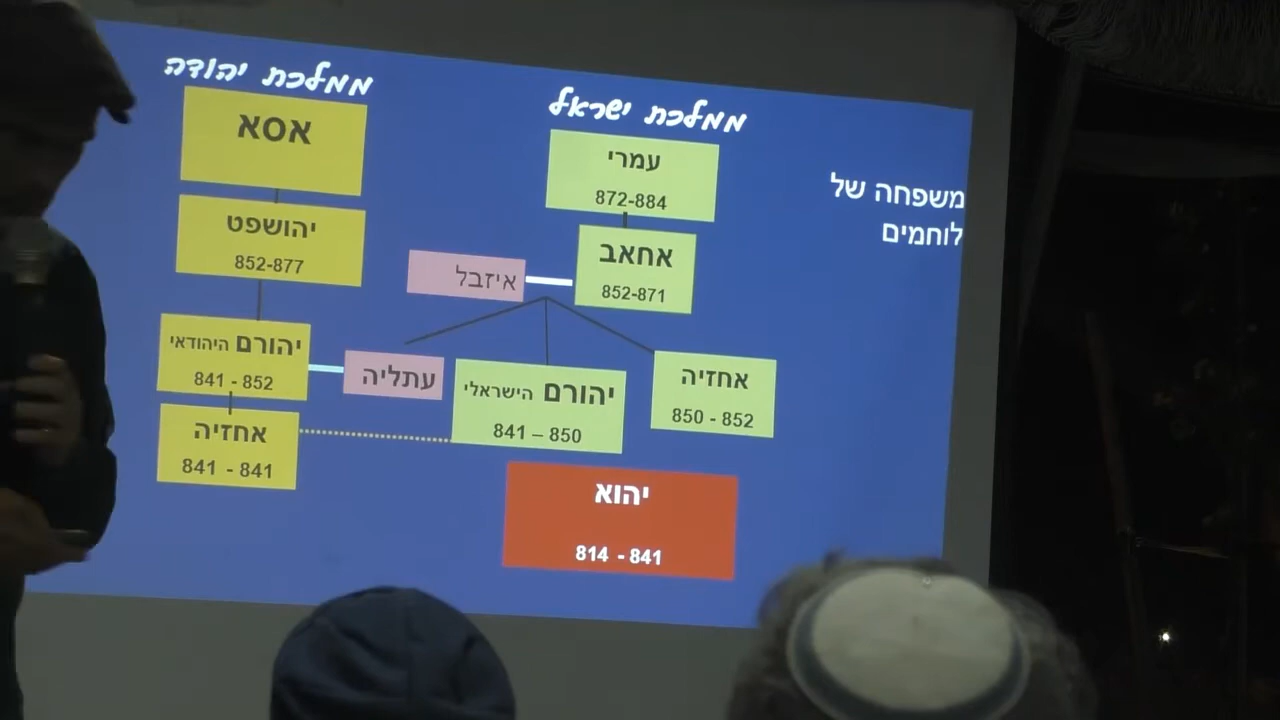 ממלכת יהודה
ממלכת ישראל
משפחה של
לוחמים
אסא
עמרי
872-884
יהושפט
852-877
אחאב
852-871
איזבל
יהורם היהודאי
841 - 852
עתליה
יהורם הישראלי
841 – 850
אחזיה
850 - 852
אחזיה
841 - 841
יהוא
814 - 841